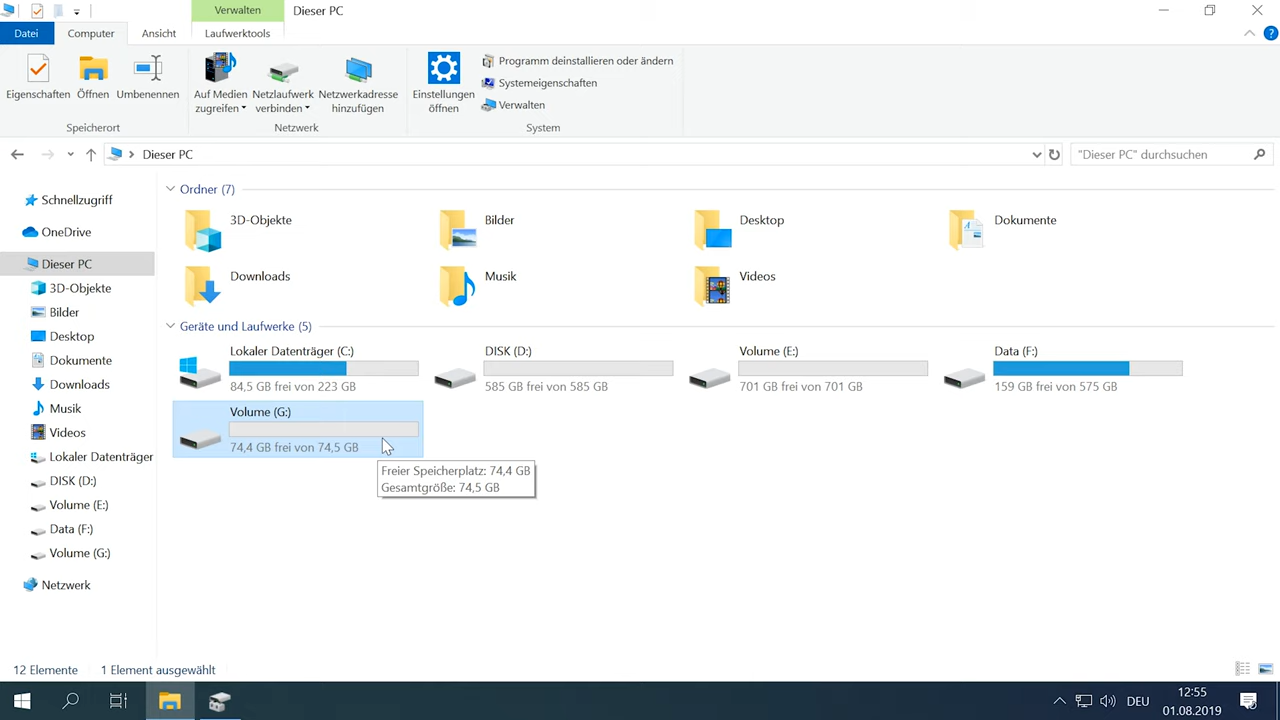 Verwalten
Dieser PC
Datei
Computer
Ansicht
Laufwerktools
Eigenschaften
Öffnen
Umbenennen
Auf Medien zugreifen
Netzlaufwerk verbinden
Netzwerkadresse hinzufügen
Einstellungen öffnen
Programm deinstallieren oder ändern
Systemeigenschaften
Verwalten
Speicherort
Netzwerk
System
Dieser PC
"Dieser PC" durchsuchen
Schnellzugriff
OneDrive
Dieser PC
3D-Objekte
Bilder
Desktop
Dokumente
Downloads
Musik
Videos
Lokaler Datenträger
DISK (D:)
Volume (E:)
Data (F:)
Volume (G:)
Netzwerk
Ordner (7)
3D-Objekte
Bilder
Desktop
Dokumente
Downloads
Musik
Videos
Geräte und Laufwerke (5)
Lokaler Datenträger (C:)
84,5 GB frei von 223 GB
DISK (D:)
585 GB frei von 585 GB
Volume (E:)
701 GB frei von 701 GB
Data (F:)
159 GB frei von 575 GB
Volume (G:)
74,4 GB frei von 74,5 GB
Freier Speicherplatz: 74,4 GB
Gesamtgröße: 74,5 GB
12 Elemente
1 Element ausgewählt
DEU
12:55
01.08.2019